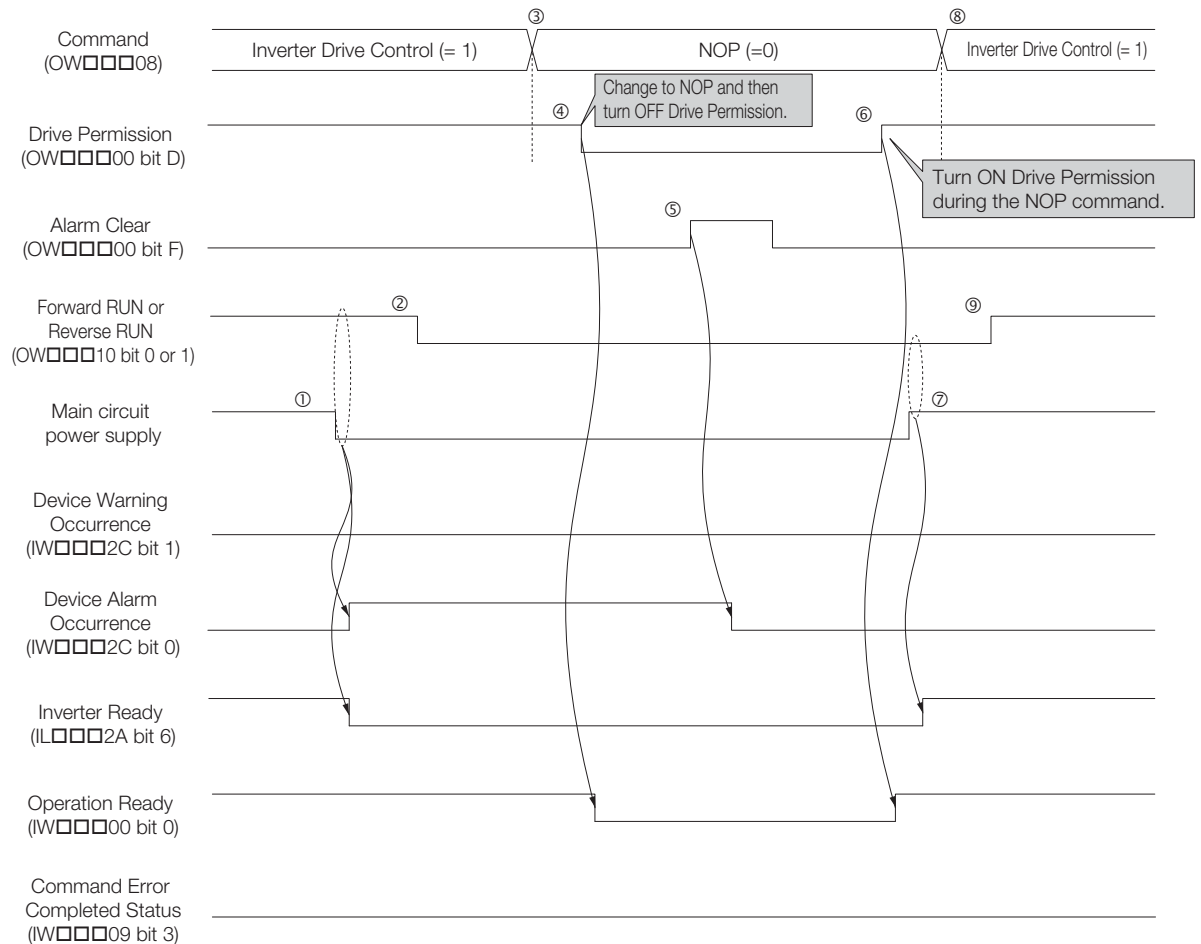 ③
⑧
Command
(OW□□□08)
Inverter Drive Control (= 1)
NOP (=0)
Inverter Drive Control (= 1)
Change to NOP and then
turn OFF Drive Permission.
④
⑥
Drive Permission
(OW□□□00 bit D)
Turn ON Drive Permission
during the NOP command.
⑤
Alarm Clear
(OW□□□00 bit F)
Forward RUN or
Reverse RUN
(OW□□□10 bit 0 or 1)
②
⑨
①
⑦
Main circuit
power supply
Device Warning
Occurrence
(IW□□□2C bit 1)
Device Alarm
Occurrence
(IW□□□2C bit 0)
Inverter Ready
(IL□□□2A bit 6)
Operation Ready
(IW□□□00 bit 0)
Command Error
Completed Status
(IW□□□09 bit 3)